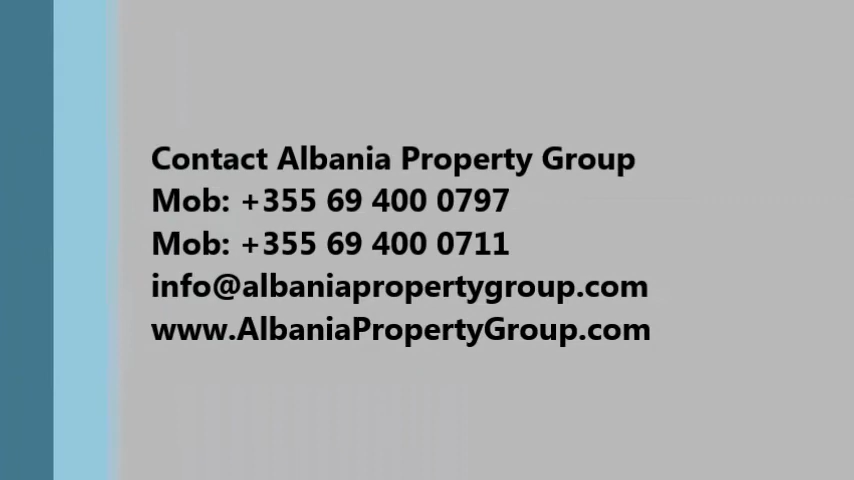 Contact Albania Property Group
Mob: +355 69 400 0797
Mob: +355 69 400 0711
info@albaniapropertygroup.com
www.AlbaniaPropertyGroup.com